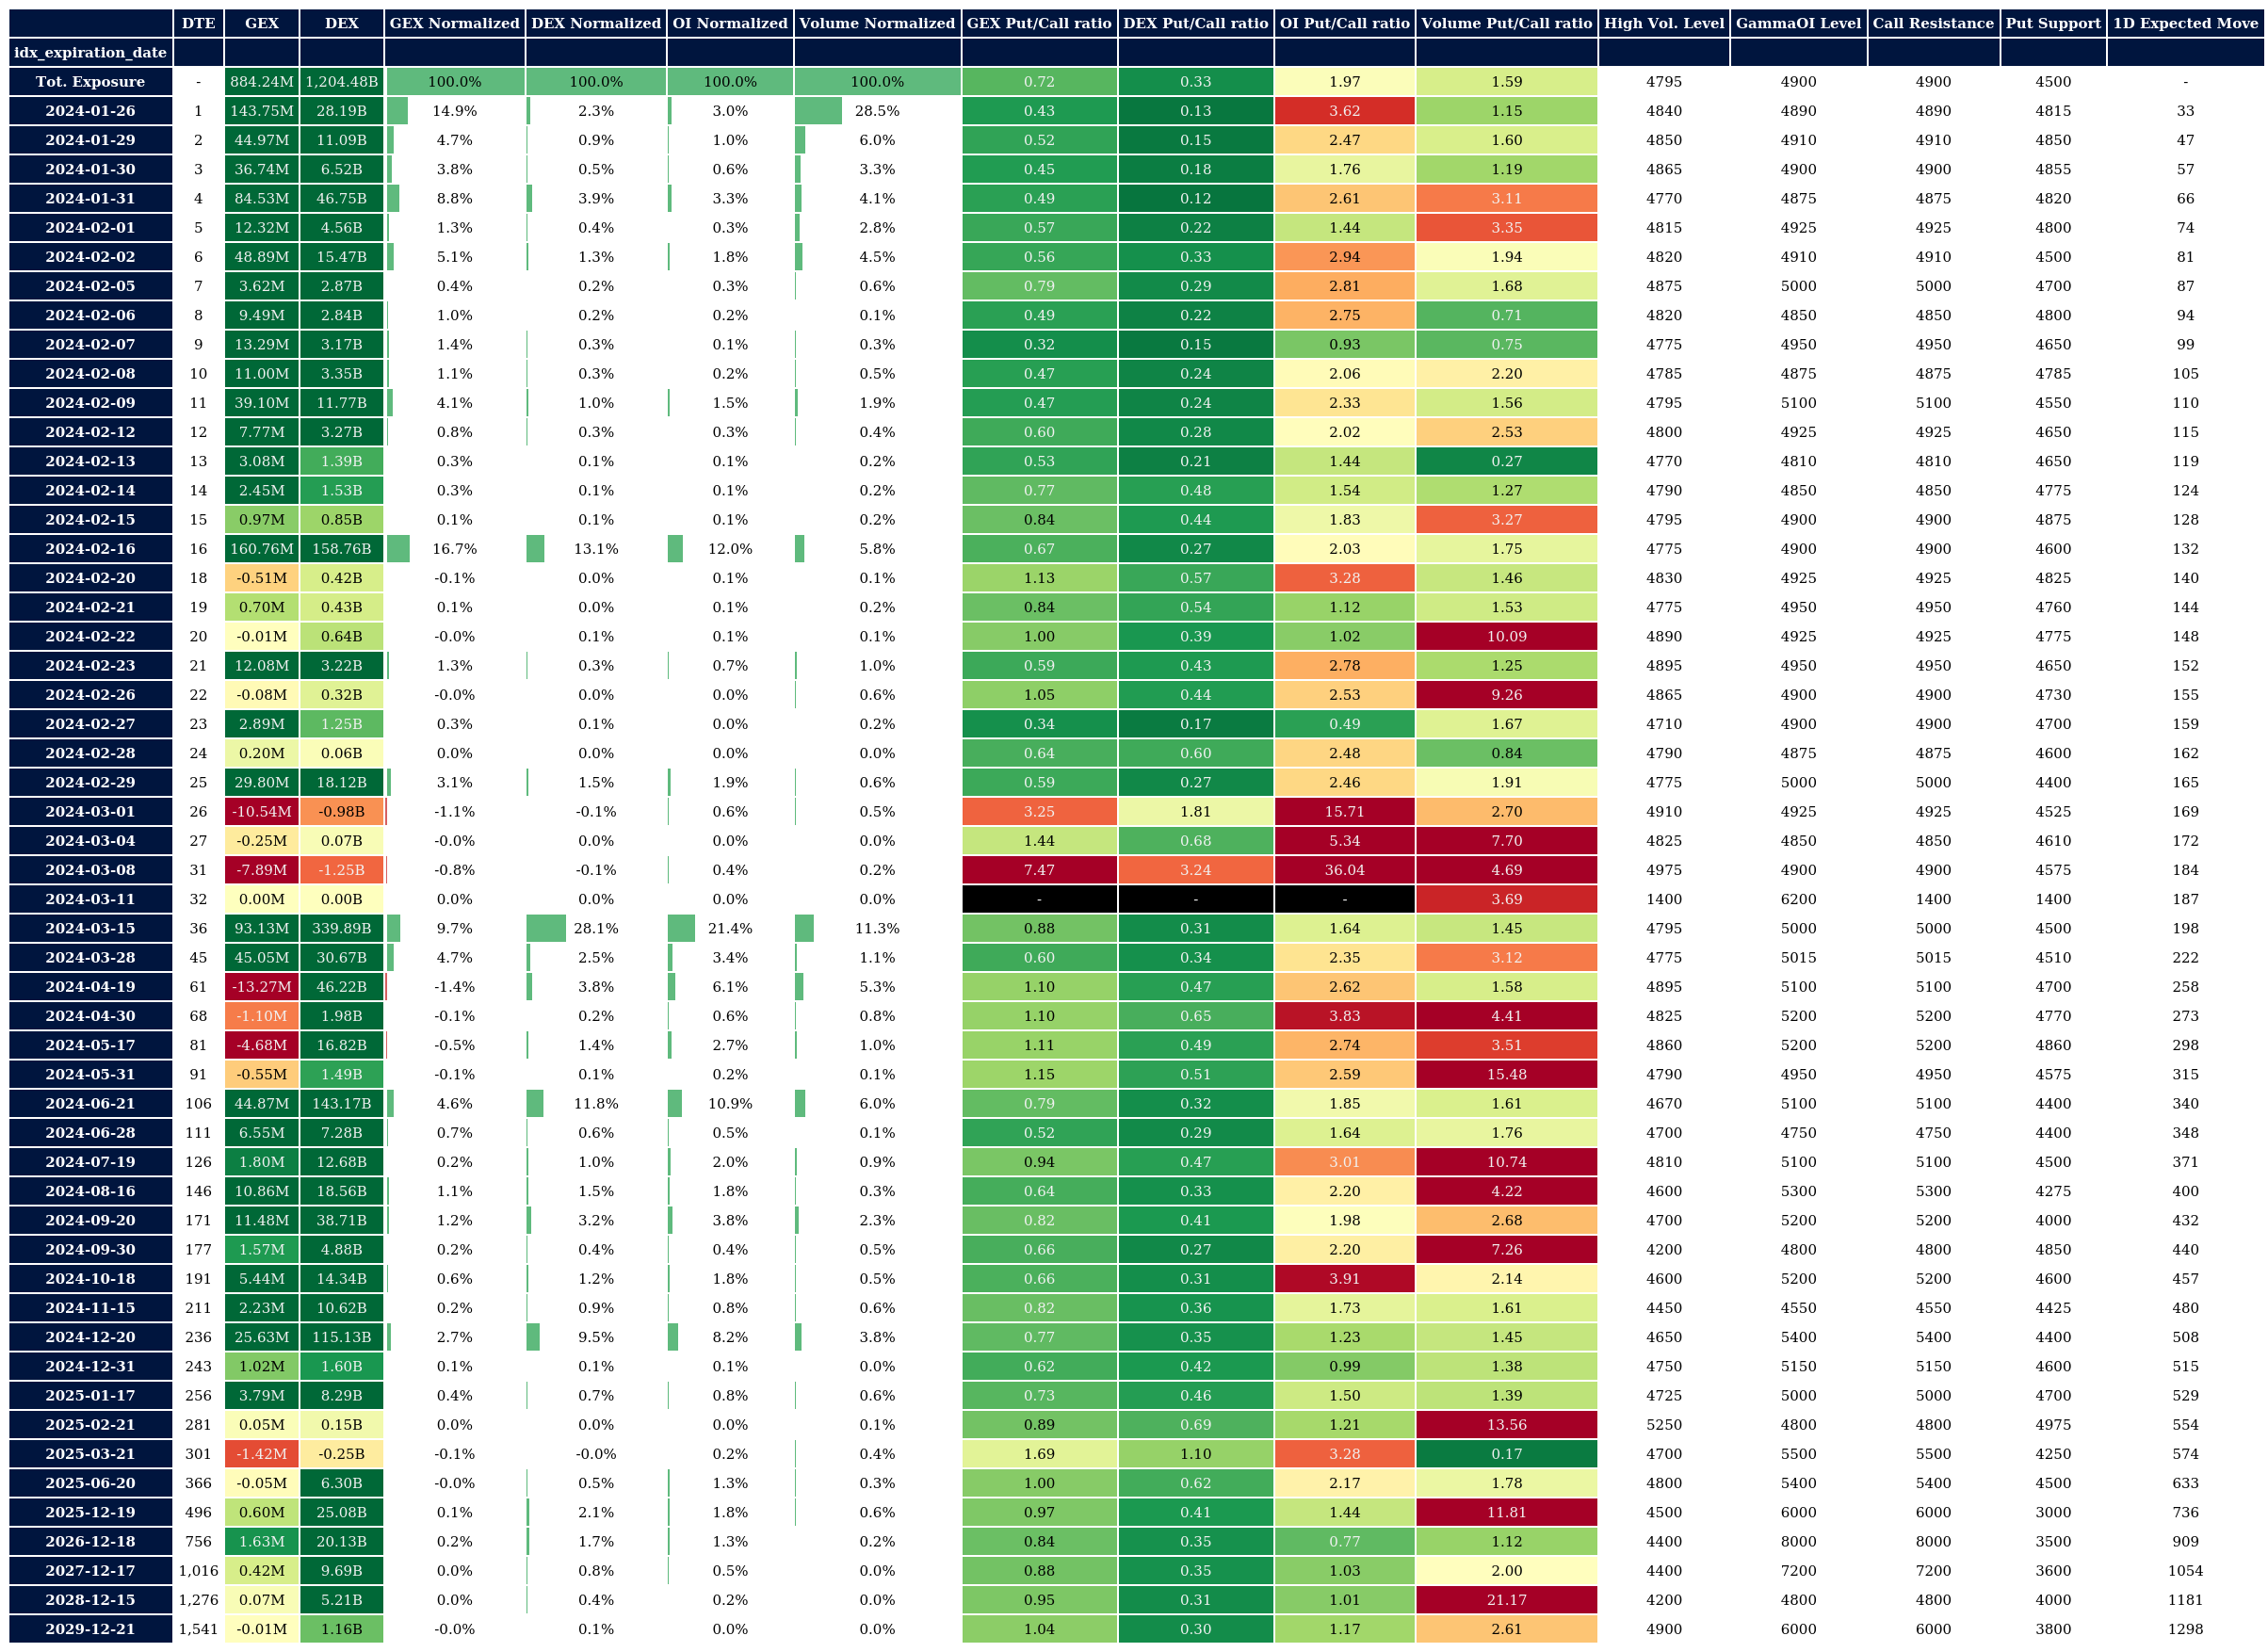 DTE GEX DEX GEX Normalized DEX Normalized OI Normalized Volume Normalized GEX Put/Call ratio DEX Put/Call ratio OI Put/Call ratio Volume Put/Call ratio High Vol. Level GammaOI Level Call Resistance Put Support 1D Expected Move
idx_expiration_date
Tot. Exposure - 884.24M 1,204.48B 100.0% 100.0% 100.0% 100.0% 0.72 0.33 1.97 1.59 4795 4900 4900 4500 -
2024-01-26 1 143.75M 28.19B 14.9% 2.3% 3.0% 28.5% 0.43 0.13 3.62 1.15 4840 4890 4890 4815 33
2024-01-29 2 44.97M 11.09B 4.7% 0.9% 1.0% 6.0% 0.52 0.15 2.47 1.60 4850 4910 4910 4850 47
2024-01-30 3 36.74M 6.52B 3.8% 0.5% 0.6% 3.3% 0.45 0.18 1.76 1.19 4865 4900 4900 4855 57
2024-01-31 4 84.53M 46.75B 8.8% 3.9% 3.3% 4.1% 0.49 0.12 2.61 3.11 4770 4875 4875 4820 66
2024-02-01 5 12.32M 4.56B 1.3% 0.4% 0.3% 2.8% 0.57 0.22 1.44 3.35 4815 4925 4925 4800 74
2024-02-02 6 48.89M 15.47B 5.1% 1.3% 1.8% 4.5% 0.56 0.33 2.94 1.94 4820 4910 4910 4500 81
2024-02-05 7 3.62M 2.87B 0.4% 0.2% 0.3% 0.6% 0.79 0.29 2.81 1.68 4875 5000 5000 4700 87
2024-02-06 8 9.49M 2.84B 1.0% 0.2% 0.2% 0.1% 0.49 0.22 2.75 0.71 4820 4850 4850 4800 94
2024-02-07 9 13.29M 3.17B 1.4% 0.3% 0.1% 0.3% 0.32 0.15 0.93 0.75 4775 4950 4950 4650 99
2024-02-08 10 11.00M 3.35B 1.1% 0.3% 0.2% 0.5% 0.47 0.24 2.06 2.20 4785 4875 4875 4785 105
2024-02-09 11 39.10M 11.77B 4.1% 1.0% 1.5% 1.9% 0.47 0.24 2.33 1.56 4795 5100 5100 4550 110
2024-02-12 12 7.77M 3.27B 0.8% 0.3% 0.3% 0.4% 0.60 0.28 2.02 2.53 4800 4925 4925 4650 115
2024-02-13 13 3.08M 1.39B 0.3% 0.1% 0.1% 0.2% 0.53 0.21 1.44 0.27 4770 4810 4810 4650 119
2024-02-14 14 2.45M 1.53B 0.3% 0.1% 0.1% 0.2% 0.77 0.48 1.54 1.27 4790 4850 4850 4775 124
2024-02-15 15 0.97M 0.85B 0.1% 0.1% 0.1% 0.2% 0.84 0.44 1.83 3.27 4795 4900 4900 4875 128
2024-02-16 16 160.76M 158.76B 16.7% 13.1% 12.0% 5.8% 0.67 0.27 2.03 1.75 4775 4900 4900 4600 132
2024-02-20 18 -0.51M 0.42B -0.1% 0.0% 0.1% 0.1% 1.13 0.57 3.28 1.46 4830 4925 4925 4825 140
2024-02-21 19 0.70M 0.43B 0.1% 0.0% 0.1% 0.2% 0.84 0.54 1.12 1.53 4775 4950 4950 4760 144
2024-02-22 20 -0.01M 0.64B -0.0% 0.1% 0.1% 0.1% 1.00 0.39 1.02 10.09 4890 4925 4925 4775 148
2024-02-23 21 12.08M 3.22B 1.3% 0.3% 0.7% 1.0% 0.59 0.43 2.78 1.25 4895 4950 4950 4650 152
2024-02-26 22 -0.08M 0.32B -0.0% 0.0% 0.0% 0.6% 1.05 0.44 2.53 9.26 4865 4900 4900 4730 155
2024-02-27 23 2.89M 1.25B 0.3% 0.1% 0.0% 0.2% 0.34 0.17 0.49 1.67 4710 4900 4900 4700 159
2024-02-28 24 0.20M 0.06B 0.0% 0.0% 0.0% 0.0% 0.64 0.60 2.48 0.84 4790 4875 4875 4600 162
2024-02-29 25 29.80M 18.12B 3.1% 1.5% 1.9% 0.6% 0.59 0.27 2.46 1.91 4775 5000 5000 4400 165
2024-03-01 26 -10.54M -0.98B -1.1% -0.1% 0.6% 0.5% 3.25 1.81 15.71 2.70 4910 4925 4925 4525 169
2024-03-04 27 -0.25M 0.07B -0.0% 0.0% 0.0% 0.0% 1.44 0.68 5.34 7.70 4825 4850 4850 4610 172
2024-03-08 31 -7.89M -1.25B -0.8% -0.1% 0.4% 0.2% 7.47 3.24 36.04 4.69 4975 4900 4900 4575 184
2024-03-11 32 0.00M 0.00B 0.0% 0.0% 0.0% 0.0% - - - 3.69 1400 6200 1400 1400 187
2024-03-15 36 93.13M 339.89B 9.7% 28.1% 21.4% 11.3% 0.88 0.31 1.64 1.45 4795 5000 5000 4500 198
2024-03-28 45 45.05M 30.67B 4.7% 2.5% 3.4% 1.1% 0.60 0.34 2.35 3.12 4775 5015 5015 4510 222
2024-04-19 61 -13.27M 46.22B -1.4% 3.8% 6.1% 5.3% 1.10 0.47 2.62 1.58 4895 5100 5100 4700 258
2024-04-30 68 -1.10M 1.98B -0.1% 0.2% 0.6% 0.8% 1.10 0.65 3.83 4.41 4825 5200 5200 4770 273
2024-05-17 81 -4.68M 16.82B -0.5% 1.4% 2.7% 1.0% 1.11 0.49 2.74 3.51 4860 5200 5200 4860 298
2024-05-31 91 -0.55M 1.49B -0.1% 0.1% 0.2% 0.1% 1.15 0.51 2.59 15.48 4790 4950 4950 4575 315
2024-06-21 106 44.87M 143.17B 4.6% 11.8% 10.9% 6.0% 0.79 0.32 1.85 1.61 4670 5100 5100 4400 340
2024-06-28 111 6.55M 7.28B 0.7% 0.6% 0.5% 0.1% 0.52 0.29 1.64 1.76 4700 4750 4750 4400 348
2024-07-19 126 1.80M 12.68B 0.2% 1.0% 2.0% 0.9% 0.94 0.47 3.01 10.74 4810 5100 5100 4500 371
2024-08-16 146 10.86M 18.56B 1.1% 1.5% 1.8% 0.3% 0.64 0.33 2.20 4.22 4600 5300 5300 4275 400
2024-09-20 171 11.48M 38.71B 1.2% 3.2% 3.8% 2.3% 0.82 0.41 1.98 2.68 4700 5200 5200 4000 432
2024-09-30 177 1.57M 4.88B 0.2% 0.4% 0.4% 0.5% 0.66 0.27 2.20 7.26 4200 4800 4800 4850 440
2024-10-18 191 5.44M 14.34B 0.6% 1.2% 1.8% 0.5% 0.66 0.31 3.91 2.14 4600 5200 5200 4600 457
2024-11-15 211 2.23M 10.62B 0.2% 0.9% 0.8% 0.6% 0.82 0.36 1.73 1.61 4450 4550 4550 4425 480
2024-12-20 236 25.63M 115.13B 2.7% 9.5% 8.2% 3.8% 0.77 0.35 1.23 1.45 4650 5400 5400 4400 508
2024-12-31 243 1.02M 1.60B 0.1% 0.1% 0.1% 0.0% 0.62 0.42 0.99 1.38 4750 5150 5150 4600 515
2025-01-17 256 3.79M 8.29B 0.4% 0.7% 0.8% 0.6% 0.73 0.46 1.50 1.39 4725 5000 5000 4700 529
2025-02-21 281 0.05M 0.15B 0.0% 0.0% 0.0% 0.1% 0.89 0.69 1.21 13.56 5250 4800 4800 4975 554
2025-03-21 301 -1.42M -0.25B -0.1% -0.0% 0.2% 0.4% 1.69 1.10 3.28 0.17 4700 5500 5500 4250 574
2025-06-20 366 -0.05M 6.30B -0.0% 0.5% 1.3% 0.3% 1.00 0.62 2.17 1.78 4800 5400 5400 4500 633
2025-12-19 496 0.60M 25.08B 0.1% 2.1% 1.8% 0.6% 0.97 0.41 1.44 11.81 4500 6000 6000 3000 736
2026-12-18 756 1.63M 20.13B 0.2% 1.7% 1.3% 0.2% 0.84 0.35 0.77 1.12 4400 8000 8000 3500 909
2027-12-17 1,016 0.42M 9.69B 0.0% 0.8% 0.5% 0.0% 0.88 0.35 1.03 2.00 4400 7200 7200 3600 1054
2028-12-15 1,276 0.07M 5.21B 0.0% 0.4% 0.2% 0.0% 0.95 0.31 1.01 21.17 4200 4800 4800 4000 1181
2029-12-21 1,541 -0.01M 1.16B -0.0% 0.1% 0.0% 0.0% 1.04 0.30 1.17 2.61 4900 6000 6000 3800 1298